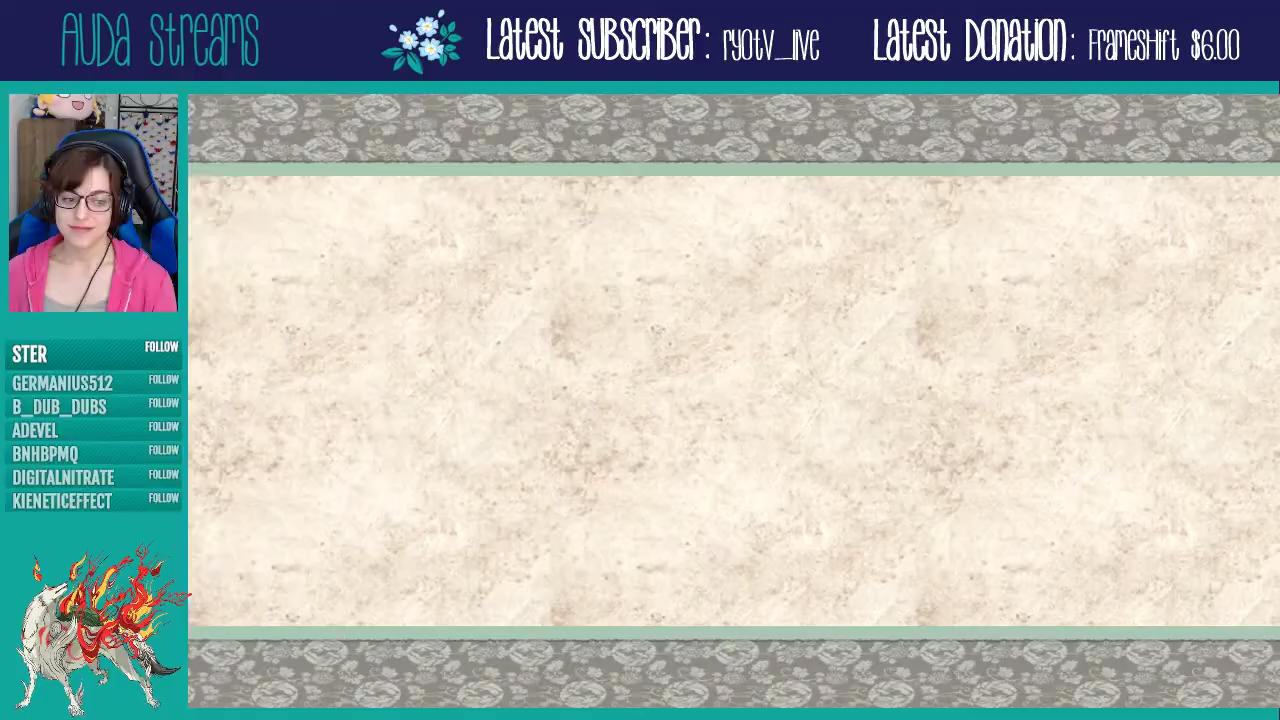 AUDA STREAMS
LATEST SUBSCRIBER: RYOTV_LIVE
LATEST DONATION: FRAMESHIFT $6.00
STER FOLLOW
GERMANIUS512 FOLLOW
B_DUB_DUBS FOLLOW
ADEVEL FOLLOW
BNHBPMQ FOLLOW
DIGITALNITRATE FOLLOW
KIENETICEFFECT FOLLOW